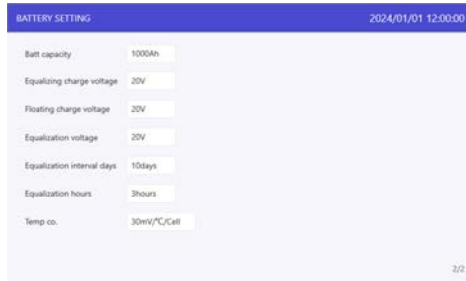 BATTERY SETTING 2024/01/01 12:00:00
Batt capacity 1000Ah
Equalizing charge voltage 20V
Floating charge voltage 20V
Equalization voltage 20V
Equalization interval days 10days
Equalization hours 3hours
Temp co. 30mV/℃/Cell
2/2